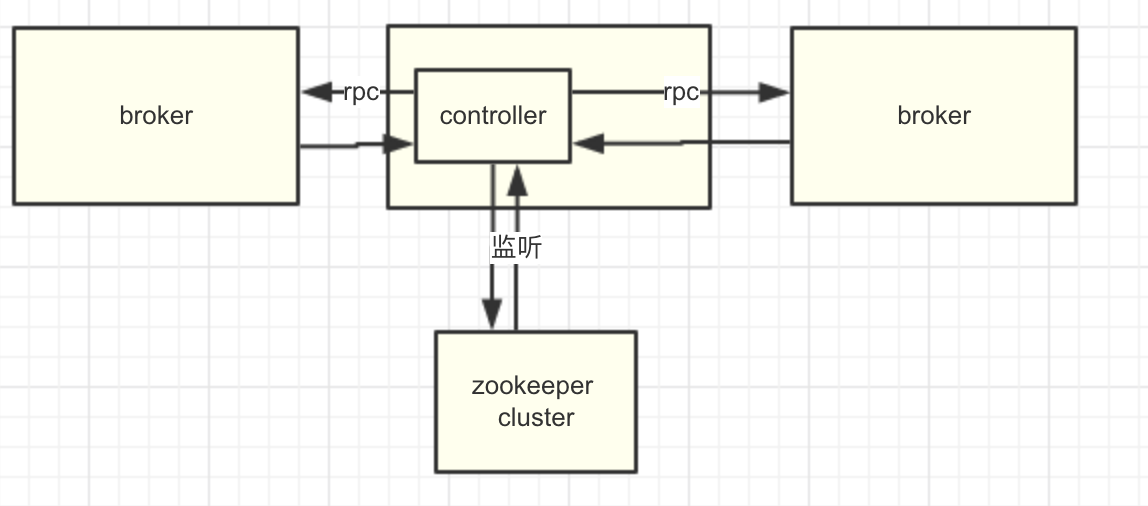 broker
rpc
controller
rpc
broker
监听
zookeeper
cluster